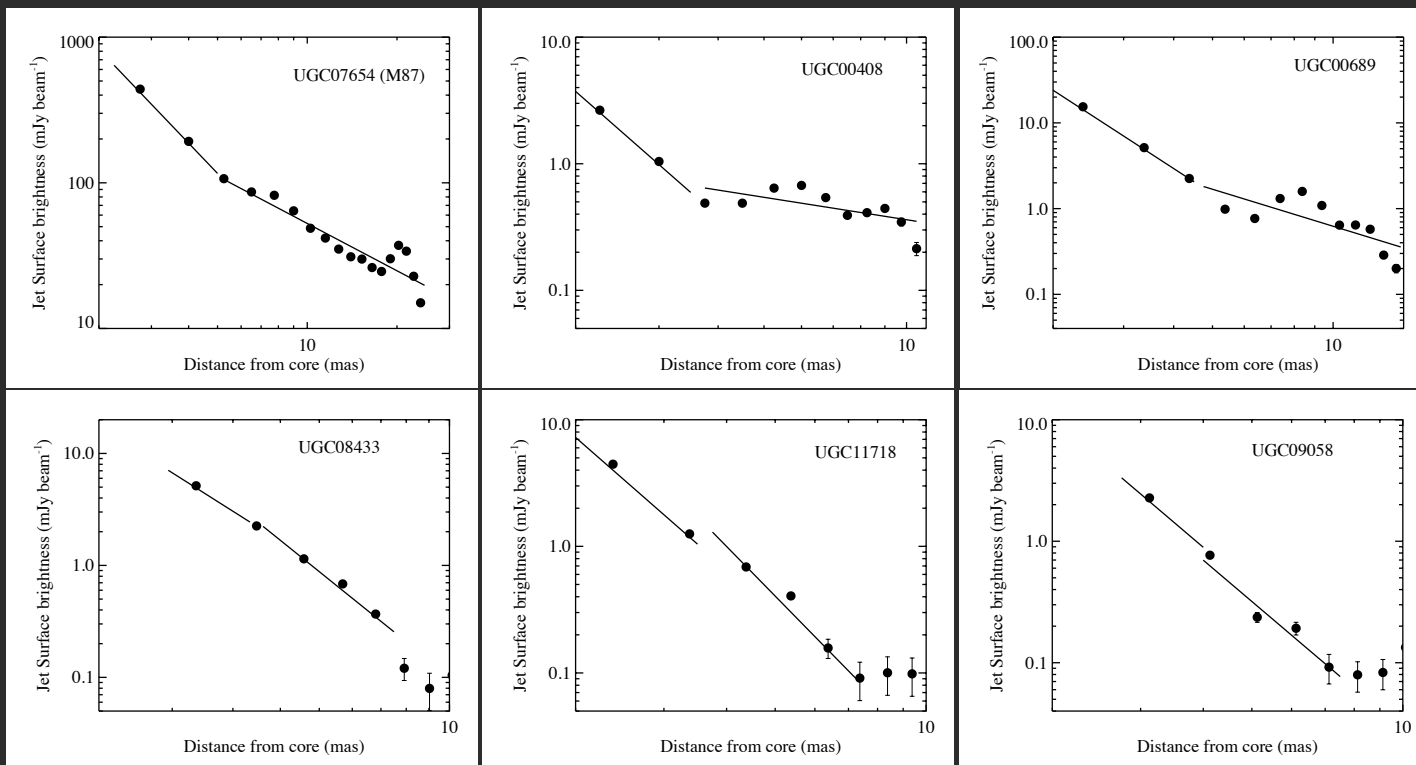 1000
100
10
Jet Surface brightness (mJy beam⁻¹)
UGC07654 (M87)
10
Distance from core (mas)
10.0
1.0
0.1
Jet Surface brightness (mJy beam⁻¹)
UGC00408
10
Distance from core (mas)
100.0
10.0
1.0
0.1
Jet Surface brightness (mJy beam⁻¹)
UGC00689
10
Distance from core (mas)
10.0
1.0
0.1
Jet Surface brightness (mJy beam⁻¹)
UGC08433
10
Distance from core (mas)
10.0
1.0
0.1
Jet Surface brightness (mJy beam⁻¹)
UGC11718
10
Distance from core (mas)
10.0
1.0
0.1
Jet Surface brightness (mJy beam⁻¹)
UGC09058
10
Distance from core (mas)